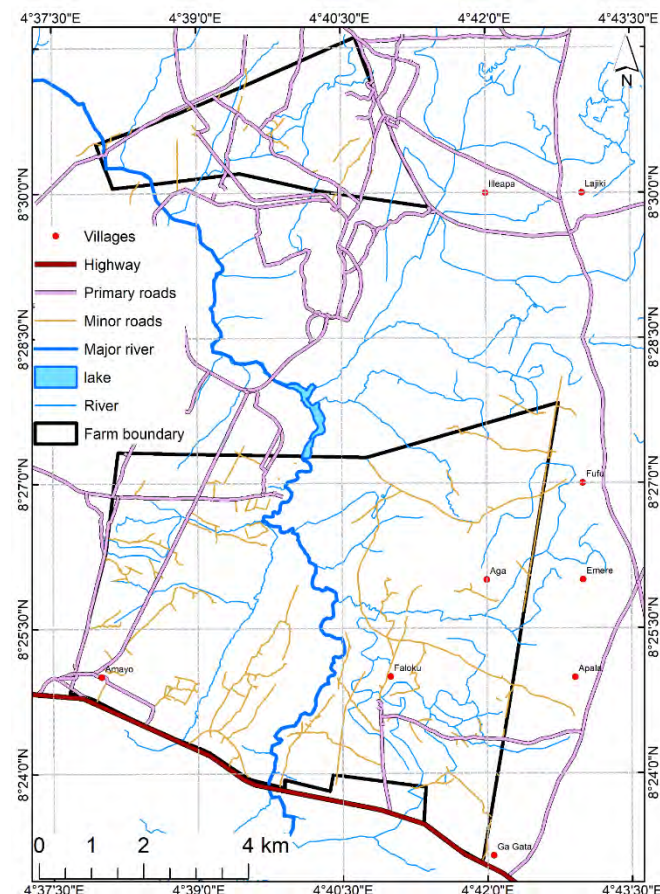 4°37'30"E 4°39'0"E 4°40'30"E 4°42'0"E 4°43'30"E
N
Ileapa
Lajiki
8°30'0"N 8°30'0"N
Villages
Highway
Primary roads
Minor roads
Major river
lake
River
Farm boundary
8°28'30"N 8°28'30"N
8°27'0"N 8°27'0"N
Fufo
Aga
Emere
8°25'30"N 8°25'30"N
Amayo
Faloku
Apala
8°24'0"N 8°24'0"N
Ga Gata
0 1 2 4 km
4°37'30"E 4°39'0"E 4°40'30"E 4°42'0"E 4°43'30"E